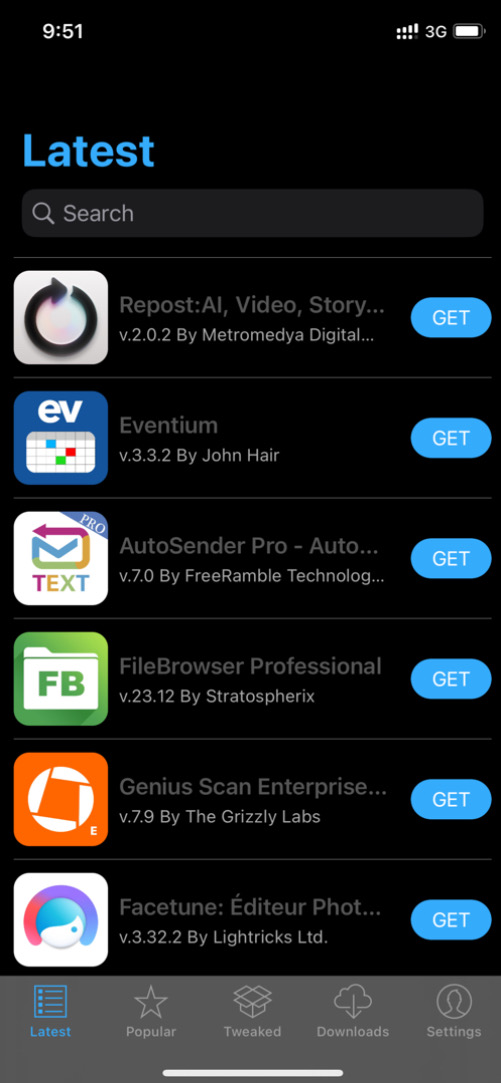 9:51
3G
Latest
Search
Repost:AI, Video, Story...
v.2.0.2 By Metromedya Digital...
GET
ev
Eventium
v.3.3.2 By John Hair
GET
PRO
TEXT
AutoSender Pro - Auto...
v.7.0 By FreeRamble Technolog...
GET
FB
FileBrowser Professional
v.23.12 By Stratospherix
GET
E
Genius Scan Enterprise...
v.7.9 By The Grizzly Labs
GET
Facetune: Éditeur Phot...
v.3.32.2 By Lightricks Ltd.
GET
Latest
Popular
Tweaked
Downloads
Settings